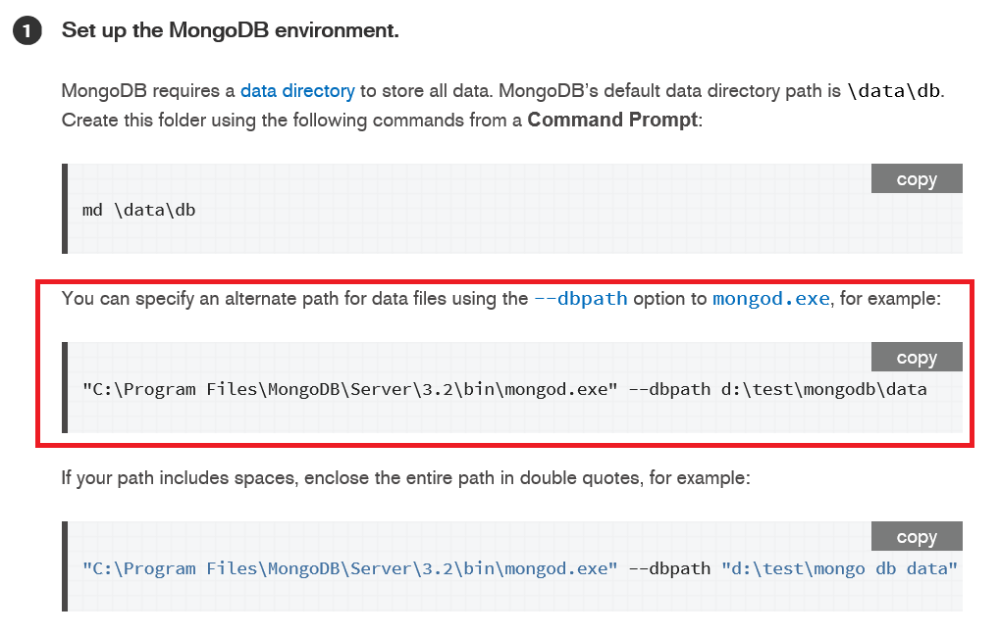 1 Set up the MongoDB environment.
MongoDB requires a data directory to store all data. MongoDB’s default data directory path is \data\db.
Create this folder using the following commands from a Command Prompt:
copy
md \data\db
You can specify an alternate path for data files using the --dbpath option to mongod.exe, for example:
copy
"C:\Program Files\MongoDB\Server\3.2\bin\mongod.exe" --dbpath d:\test\mongodb\data
If your path includes spaces, enclose the entire path in double quotes, for example:
copy
"C:\Program Files\MongoDB\Server\3.2\bin\mongod.exe" --dbpath "d:\test\mongo db data"